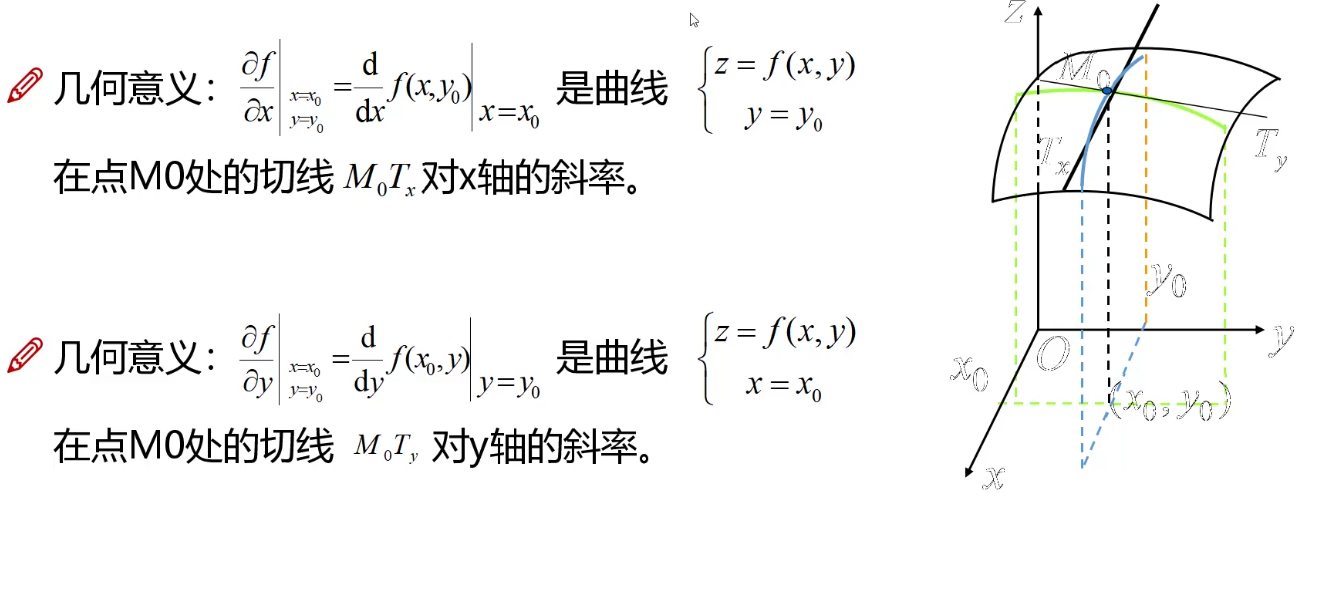 几何意义： ∂f/∂x | x=x₀ y=y₀ = d/dx f(x,y₀) | x=x₀ 是曲线 { z = f(x, y) y = y₀
在点M0处的切线 M₀Tₓ 对x轴的斜率。
几何意义： ∂f/∂y | x=x₀ y=y₀ = d/dy f(x₀,y) | y=y₀ 是曲线 { z = f(x, y) x = x₀
在点M0处的切线 M₀T_y 对y轴的斜率。
z
M₀
Tₓ
T_y
y₀
O
y
x₀
(x₀,y₀)
x